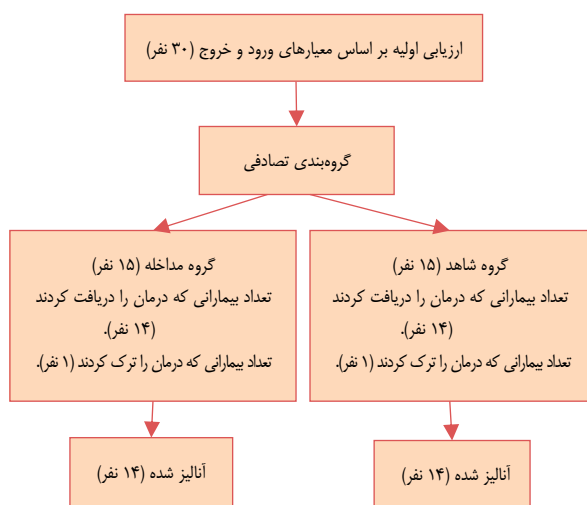 ارزیابی اولیه بر اساس معیارهای ورود و خروج (۳۰ نفر)
گروه‌بندی تصادفی
گروه شاهد (۱۵ نفر)
تعداد بیمارانی که درمان را دریافت کردند
(۱۴ نفر).
تعداد بیمارانی که درمان را ترک کردند (۱ نفر).
گروه مداخله (۱۵ نفر)
تعداد بیمارانی که درمان را دریافت کردند
(۱۴ نفر).
تعداد بیمارانی که درمان را ترک کردند (۱ نفر).
آنالیز شده (۱۴ نفر)
آنالیز شده (۱۴ نفر)